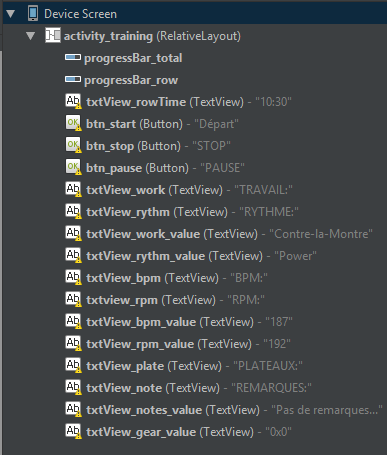 Device Screen
activity_training (RelativeLayout)
progressBar_total
progressBar_row
Ab txtView_rowTime (TextView) - "10:30"
OK btn_start (Button) - "Départ"
OK btn_stop (Button) - "STOP"
OK btn_pause (Button) - "PAUSE"
Ab txtView_work (TextView) - "TRAVAIL:"
Ab txtView_rythm (TextView) - "RYTHME:"
Ab txtView_work_value (TextView) - "Contre-la-Montre"
Ab txtView_rythm_value (TextView) - "Power"
Ab txtView_bpm (TextView) - "BPM:"
Ab txtview_rpm (TextView) - "RPM:"
Ab txtView_bpm_value (TextView) - "187"
Ab txtView_rpm_value (TextView) - "192"
Ab txtView_plate (TextView) - "PLATEAUX:"
Ab txtView_note (TextView) - "REMARQUES:"
Ab txtView_notes_value (TextView) - "Pas de remarques..."
Ab txtView_gear_value (TextView) - "0x0"